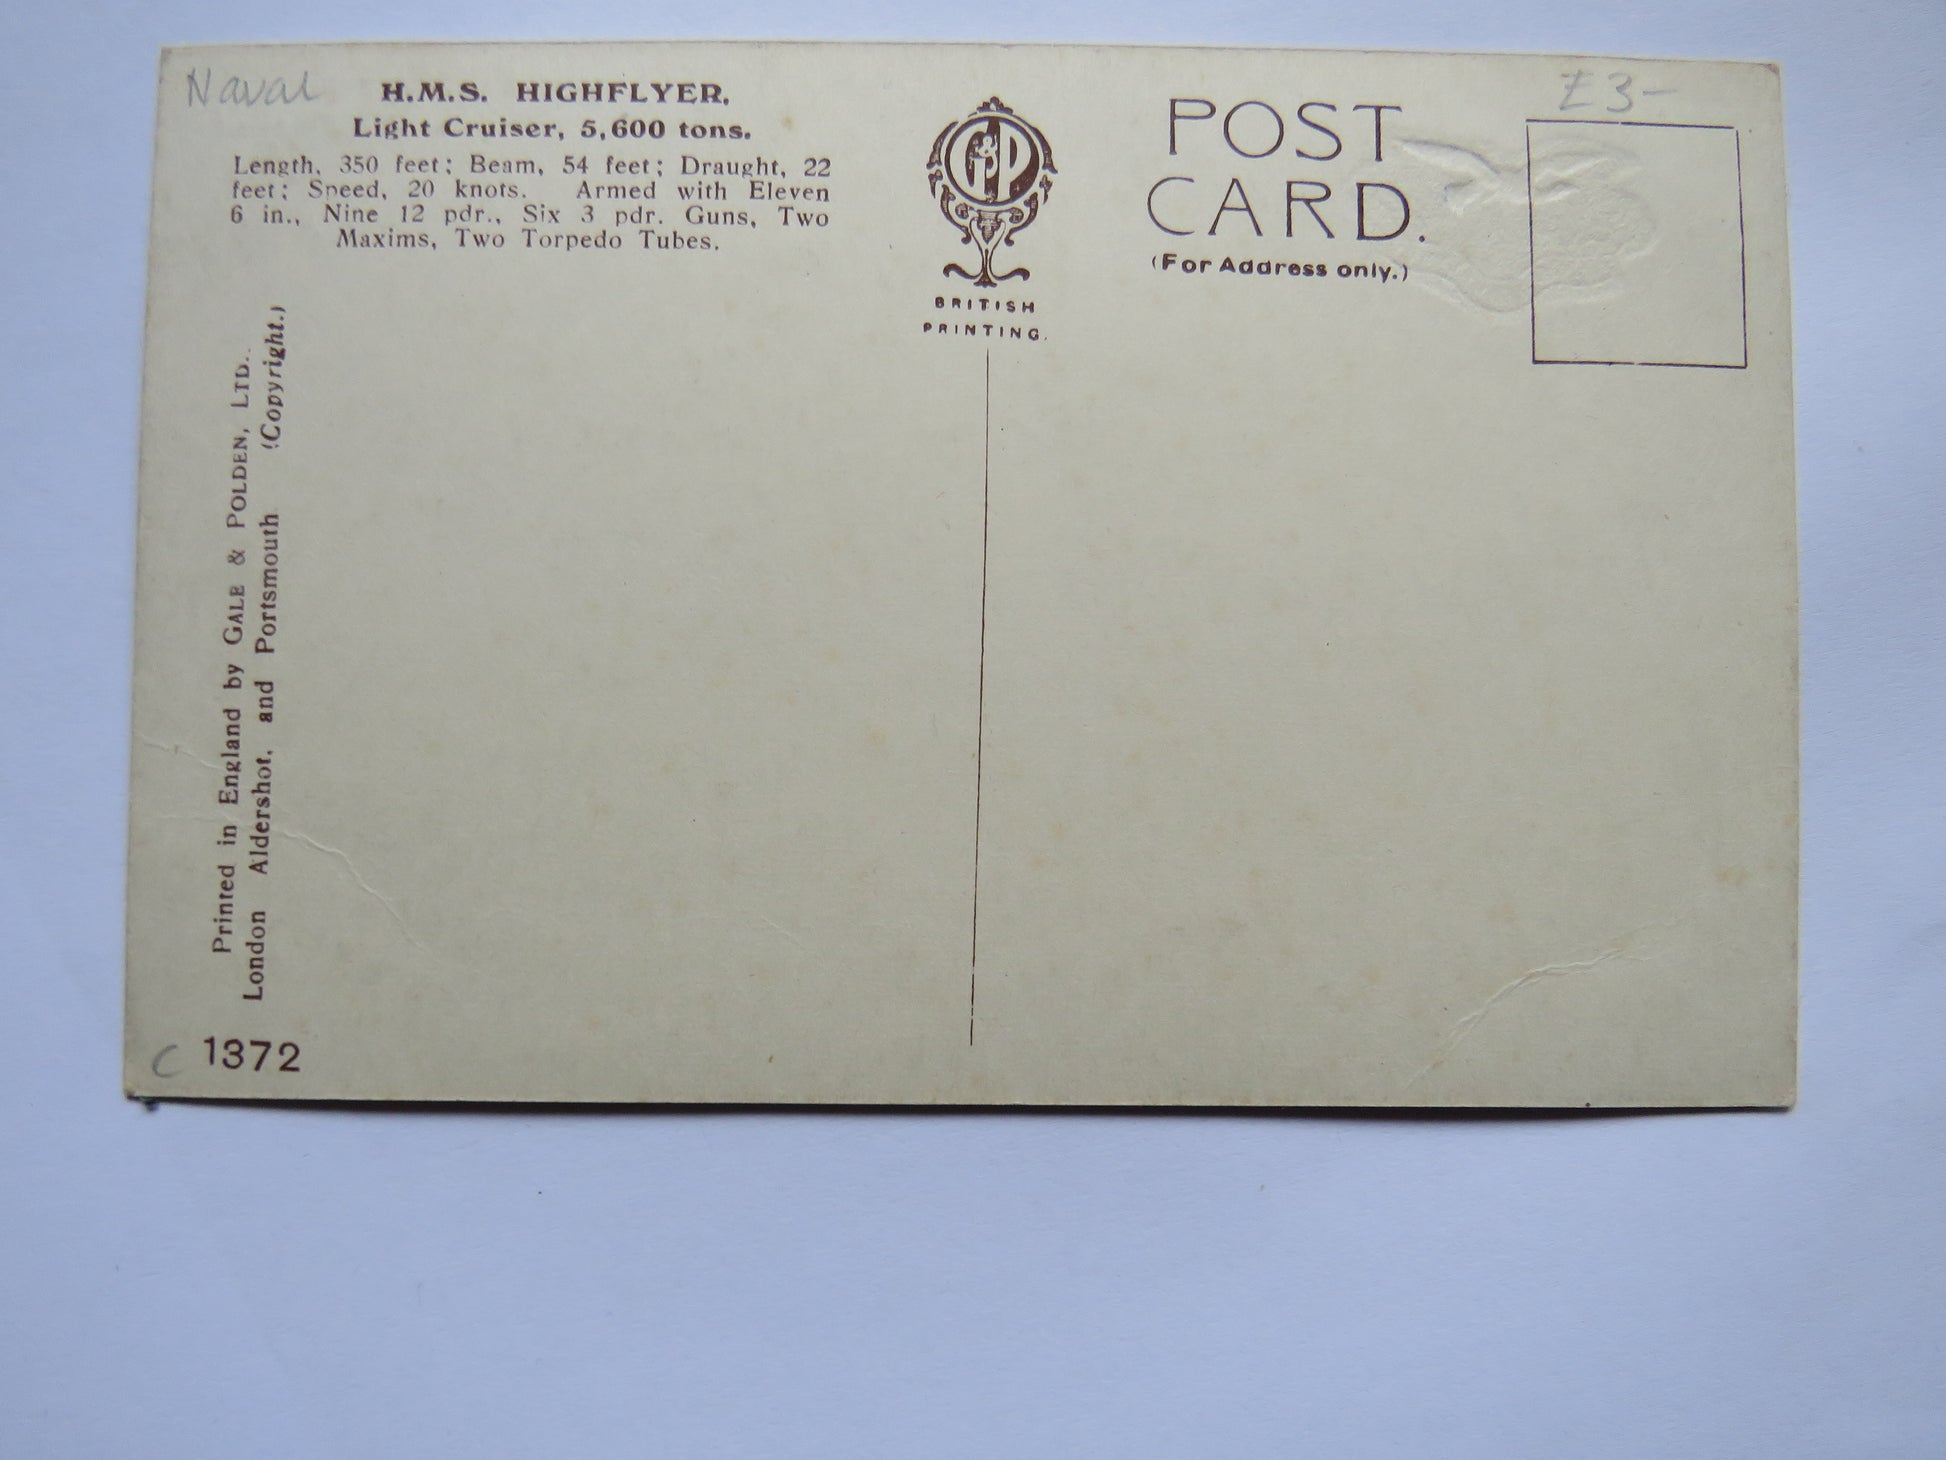 Naval
H.M.S. HIGHFLYER.
Light Cruiser, 5,600 tons.
Length, 350 feet; Beam, 54 feet; Draught, 22
feet; Speed, 20 knots. Armed with Eleven
6 in., Nine 12 pdr., Six 3 pdr. Guns, Two
Maxims, Two Torpedo Tubes.
G&P
BRITISH
PRINTING.
POST
CARD.
(For Address only.)
£3-
Printed in England by GALE & POLDEN, LTD.
London Aldershot, and Portsmouth (Copyright.)
C 1372